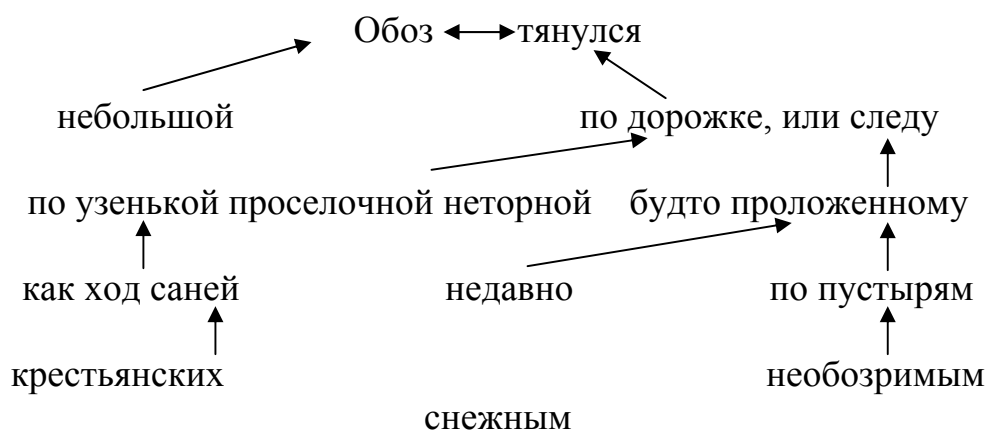 Обоз тянулся
небольшой по дорожке, или следу
по узенькой проселочной неторной будто проложенному
как ход саней недавно по пустырям
крестьянских необозримым
снежным